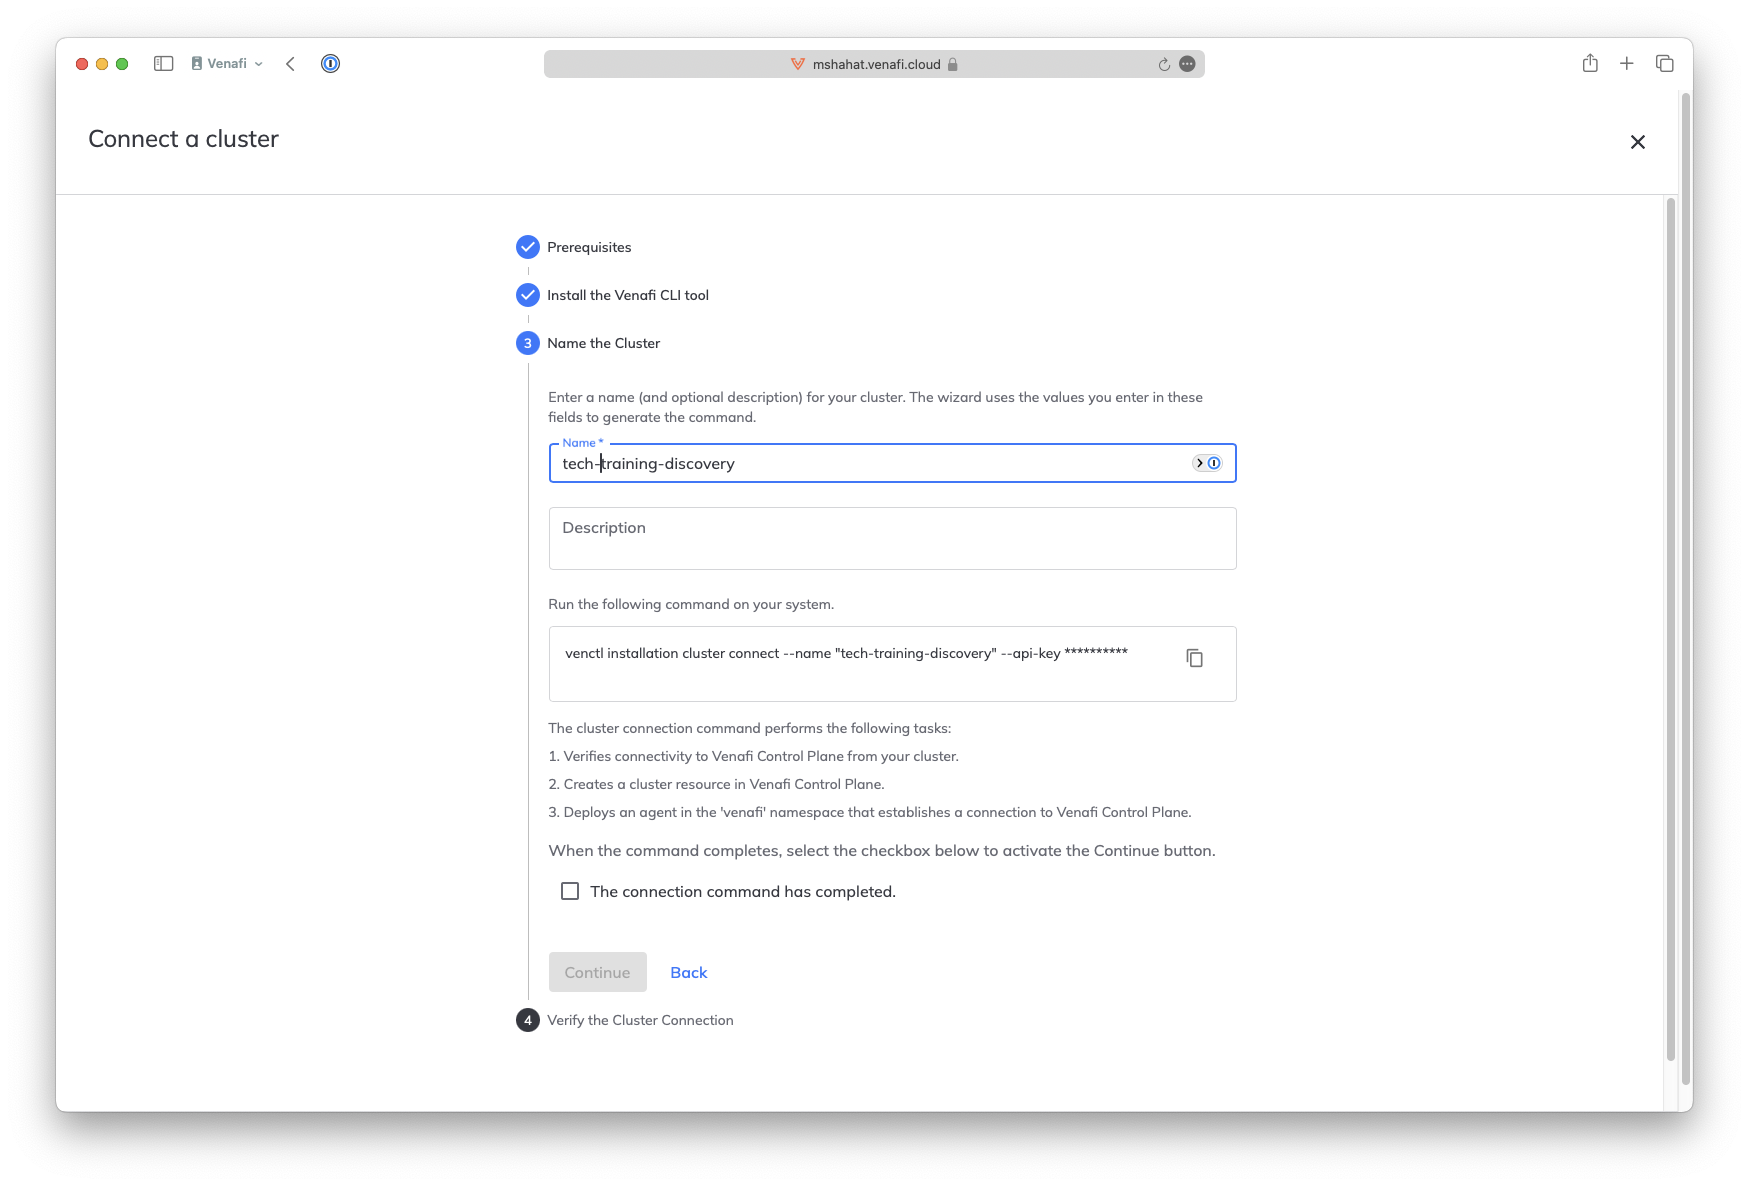 Venafi
mshahat.venafi.cloud
Connect a cluster
Prerequisites
Install the Venafi CLI tool
3 Name the Cluster
Enter a name (and optional description) for your cluster. The wizard uses the values you enter in these
fields to generate the command.
Name *
tech-training-discovery
Description
Run the following command on your system.
venctl installation cluster connect --name "tech-training-discovery" --api-key **********
The cluster connection command performs the following tasks:
1. Verifies connectivity to Venafi Control Plane from your cluster.
2. Creates a cluster resource in Venafi Control Plane.
3. Deploys an agent in the 'venafi' namespace that establishes a connection to Venafi Control Plane.
When the command completes, select the checkbox below to activate the Continue button.
The connection command has completed.
Continue Back
4 Verify the Cluster Connection